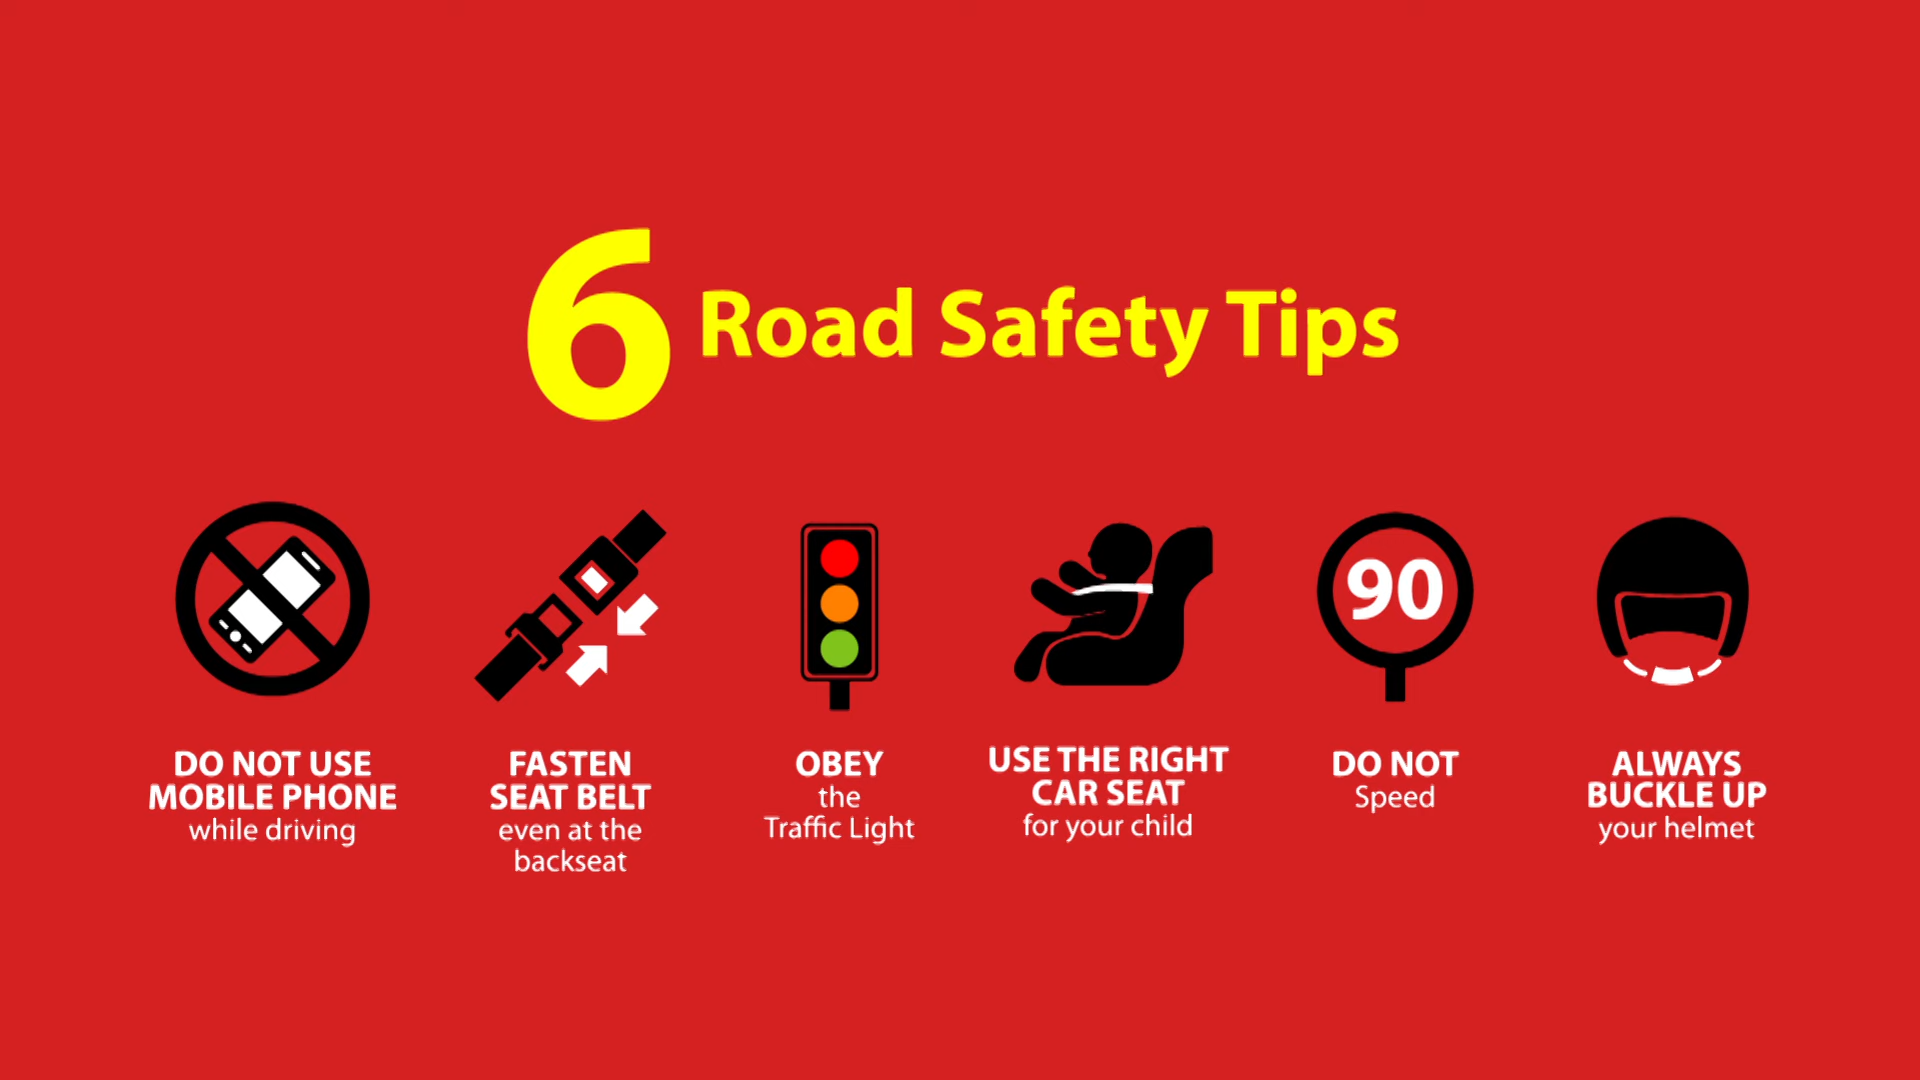 6 Road Safety Tips
90
DO NOT USE
MOBILE PHONE
while driving
FASTEN
SEAT BELT
even at the
backseat
OBEY
the
Traffic Light
USE THE RIGHT
CAR SEAT
for your child
DO NOT
Speed
ALWAYS
BUCKLE UP
your helmet